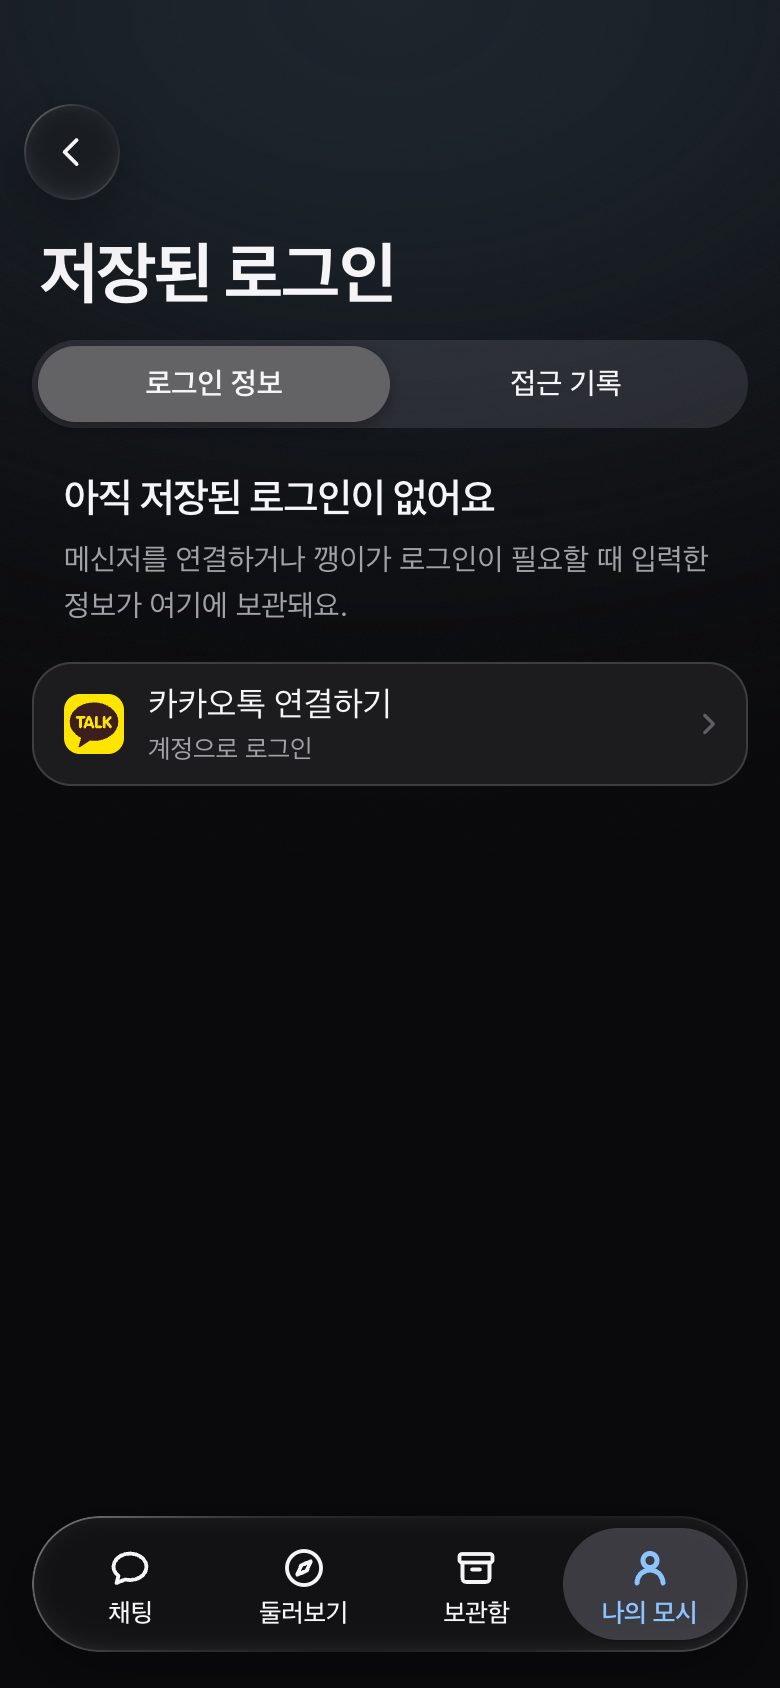 저장된 로그인
로그인 정보
접근 기록
아직 저장된 로그인이 없어요
메신저를 연결하거나 깽이가 로그인이 필요할 때 입력한
정보가 여기에 보관돼요.
TALK
카카오톡 연결하기
계정으로 로그인
채팅
둘러보기
보관함
나의 모시